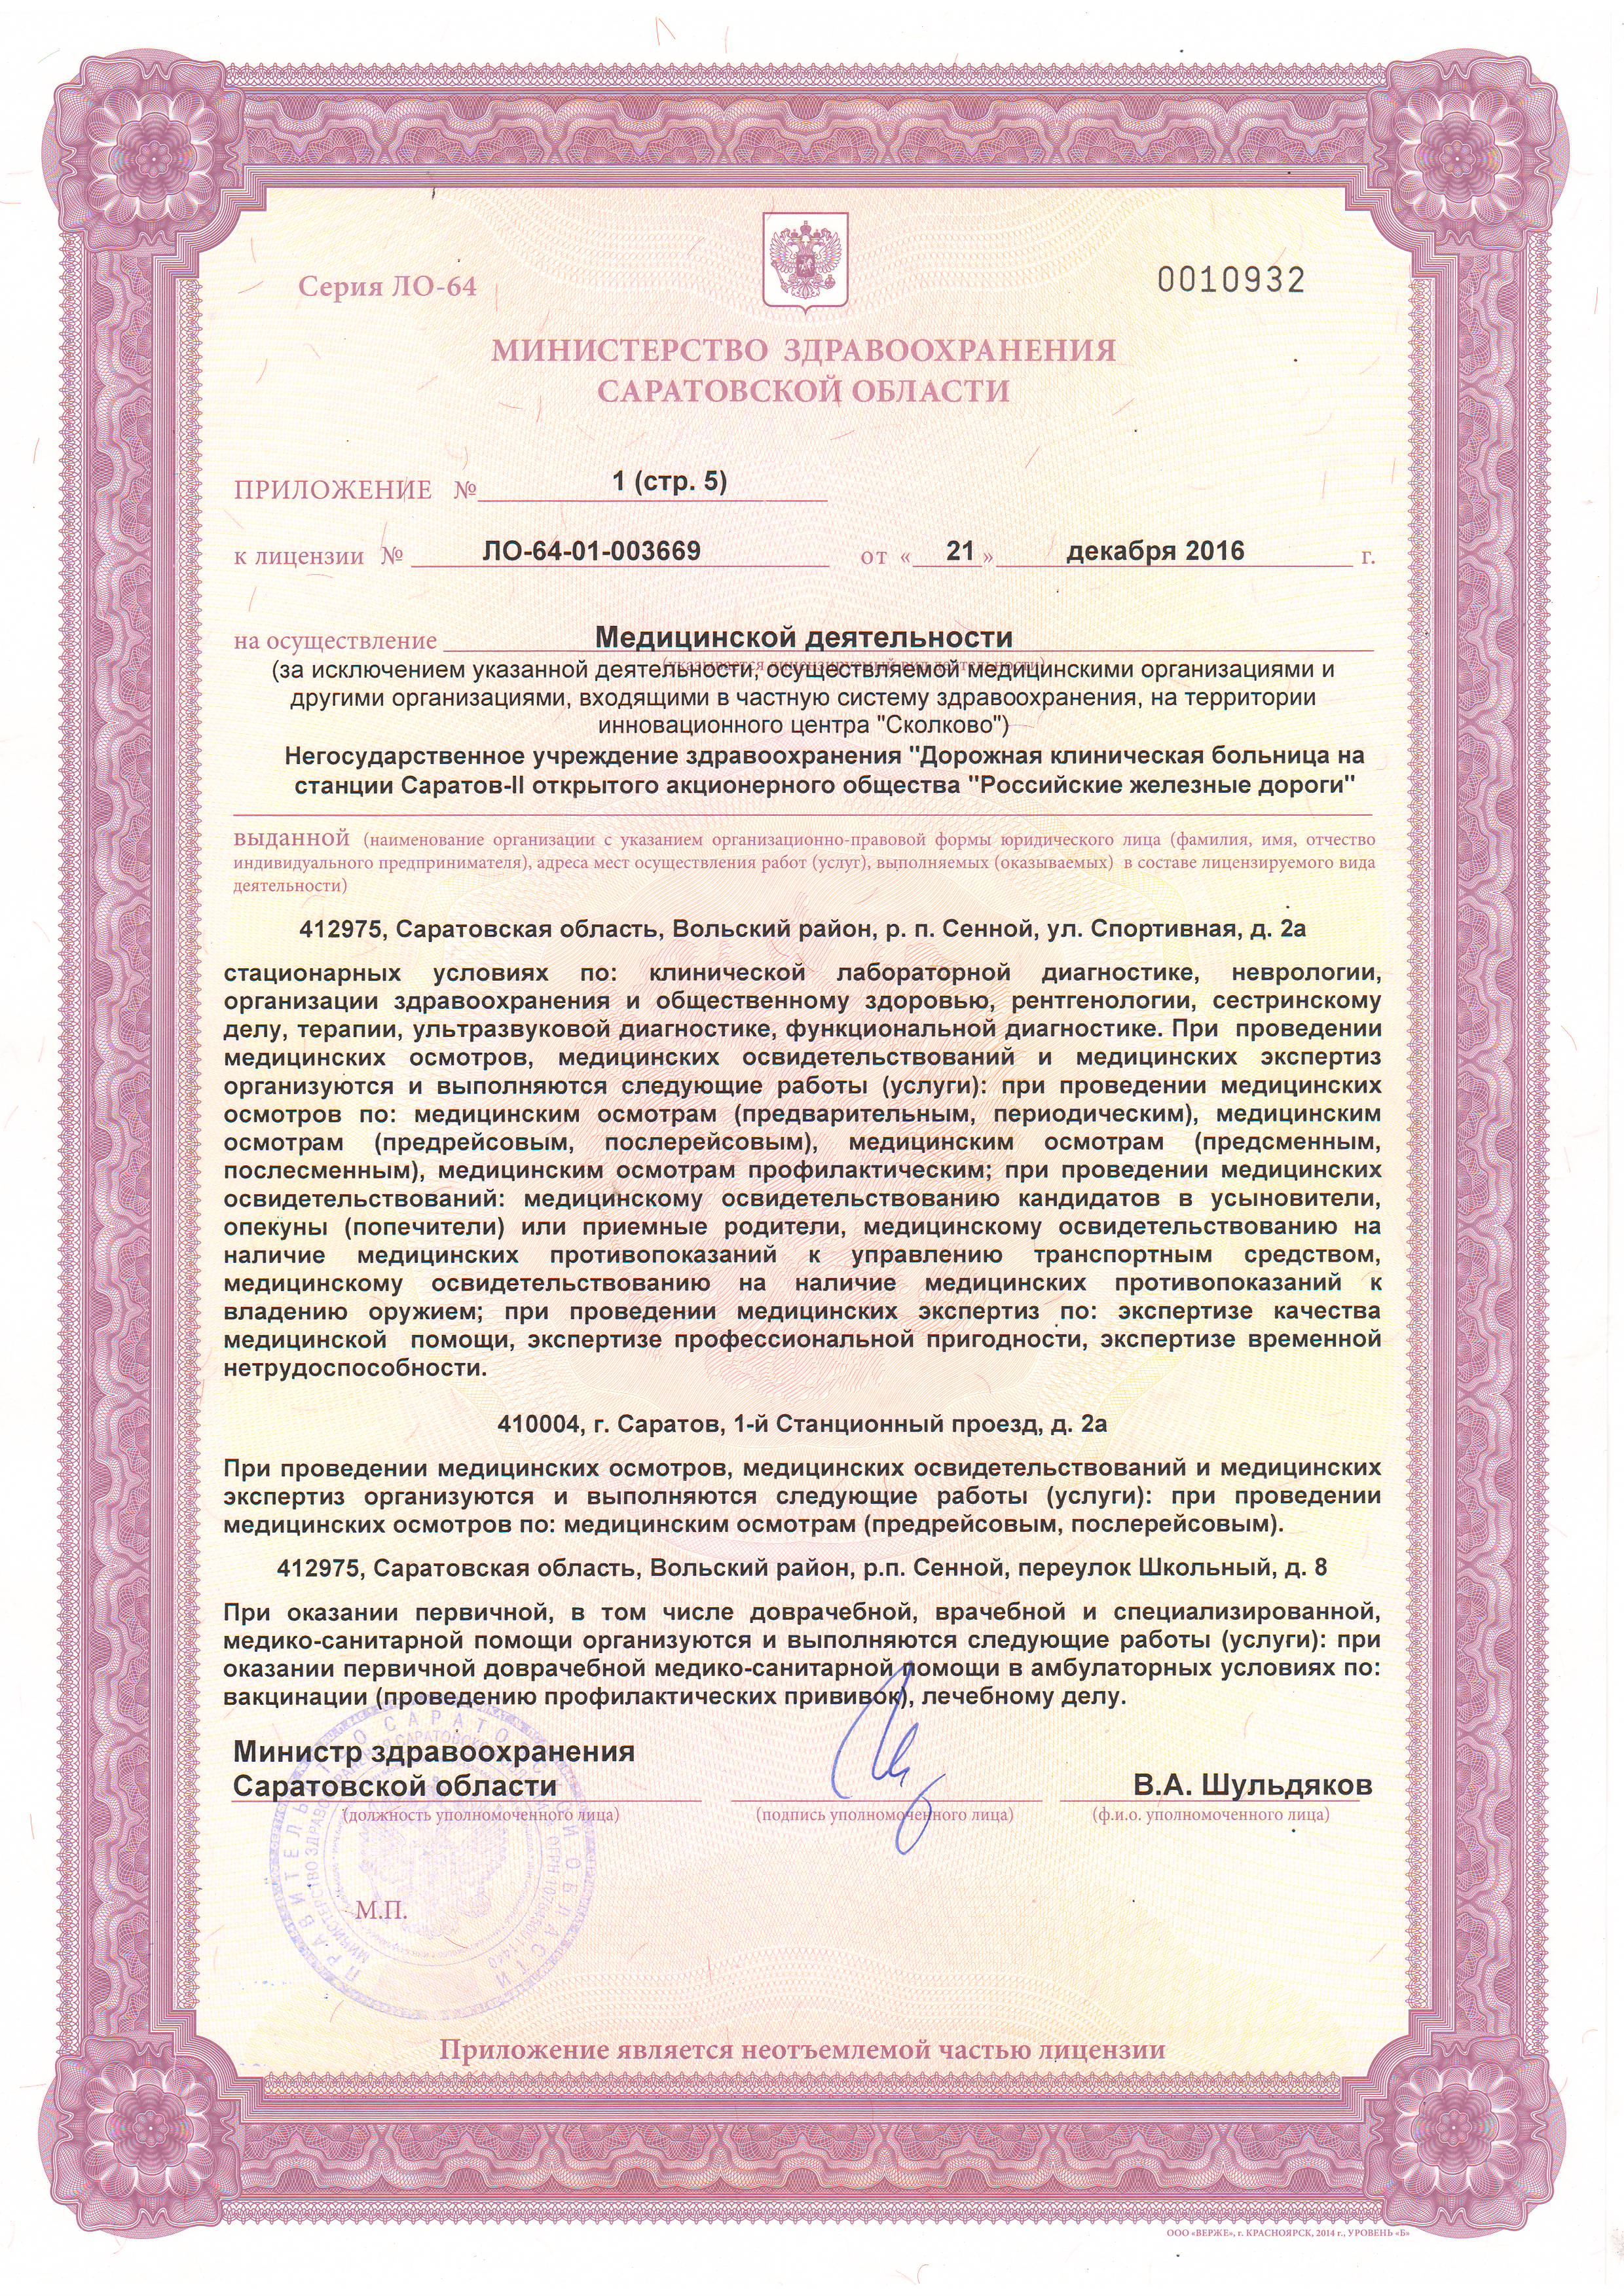 Серия ЛО-64
0010932
МИНИСТЕРСТВО ЗДРАВООХРАНЕНИЯ
САРАТОВСКОЙ ОБЛАСТИ
ПРИЛОЖЕНИЕ № 1 (стр. 5)
к лицензии № ЛО-64-01-003669 от « 21 » декабря 2016 г.
на осуществление Медицинской деятельности
(указывается лицензируемый вид деятельности)
(за исключением указанной деятельности, осуществляемой медицинскими организациями и
другими организациями, входящими в частную систему здравоохранения, на территории
инновационного центра "Сколково")
Негосударственное учреждение здравоохранения "Дорожная клиническая больница на
станции Саратов-II открытого акционерного общества "Российские железные дороги"
выданной (наименование организации с указанием организационно-правовой формы юридического лица (фамилия, имя, отчество
индивидуального предпринимателя), адреса мест осуществления работ (услуг), выполняемых (оказываемых) в составе лицензируемого вида
деятельности)
412975, Саратовская область, Вольский район, р. п. Сенной, ул. Спортивная, д. 2а
стационарных условиях по: клинической лабораторной диагностике, неврологии,
организации здравоохранения и общественному здоровью, рентгенологии, сестринскому
делу, терапии, ультразвуковой диагностике, функциональной диагностике. При проведении
медицинских осмотров, медицинских освидетельствований и медицинских экспертиз
организуются и выполняются следующие работы (услуги): при проведении медицинских
осмотров по: медицинским осмотрам (предварительным, периодическим), медицинским
осмотрам (предрейсовым, послерейсовым), медицинским осмотрам (предсменным,
послесменным), медицинским осмотрам профилактическим; при проведении медицинских
освидетельствований: медицинскому освидетельствованию кандидатов в усыновители,
опекуны (попечители) или приемные родители, медицинскому освидетельствованию на
наличие медицинских противопоказаний к управлению транспортным средством,
медицинскому освидетельствованию на наличие медицинских противопоказаний к
владению оружием; при проведении медицинских экспертиз по: экспертизе качества
медицинской помощи, экспертизе профессиональной пригодности, экспертизе временной
нетрудоспособности.
410004, г. Саратов, 1-й Станционный проезд, д. 2а
При проведении медицинских осмотров, медицинских освидетельствований и медицинских
экспертиз организуются и выполняются следующие работы (услуги): при проведении
медицинских осмотров по: медицинским осмотрам (предрейсовым, послерейсовым).
412975, Саратовская область, Вольский район, р.п. Сенной, переулок Школьный, д. 8
При оказании первичной, в том числе доврачебной, врачебной и специализированной,
медико-санитарной помощи организуются и выполняются следующие работы (услуги): при
оказании первичной доврачебной медико-санитарной помощи в амбулаторных условиях по:
вакцинации (проведению профилактических прививок), лечебному делу.
Министр здравоохранения
Саратовской области
В.А. Шульдяков
(должность уполномоченного лица)
(подпись уполномоченного лица)
(ф.и.о. уполномоченного лица)
ПРАВИТЕЛЬСТВО САРАТОВСКОЙ ОБЛАСТИ
М.П.
Приложение является неотъемлемой частью лицензии
ООО «ВЕРЖЕ», г. КРАСНОЯРСК, 2014 г., УРОВЕНЬ «Б»